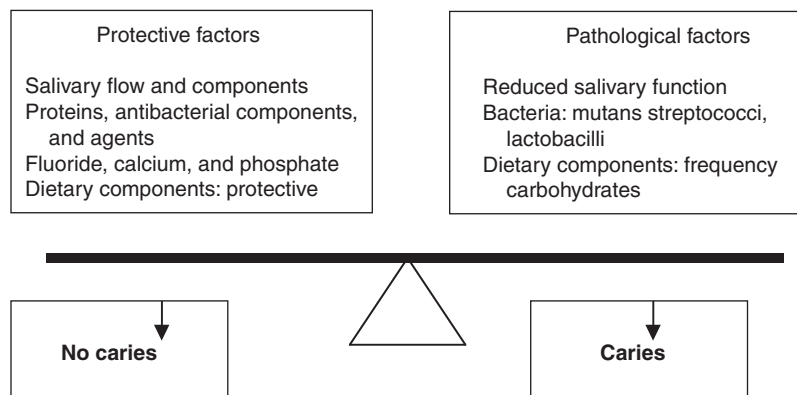 Protective factors
Salivary flow and components
Proteins, antibacterial components,
and agents
Fluoride, calcium, and phosphate
Dietary components: protective
Pathological factors
Reduced salivary function
Bacteria: mutans streptococci,
lactobacilli
Dietary components: frequency
carbohydrates
No caries
Caries